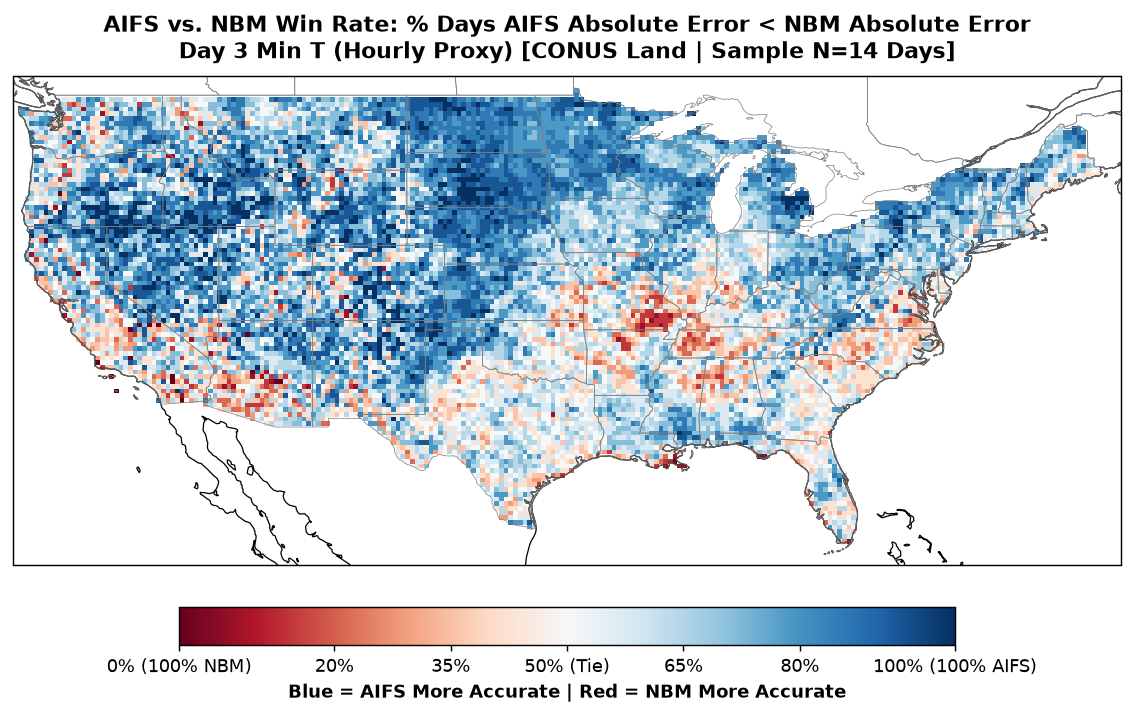 AIFS vs. NBM Win Rate: % Days AIFS Absolute Error < NBM Absolute Error
Day 3 Min T (Hourly Proxy) [CONUS Land | Sample N=14 Days]
0% (100% NBM) 20% 35% 50% (Tie) 65% 80% 100% (100% AIFS)
Blue = AIFS More Accurate | Red = NBM More Accurate